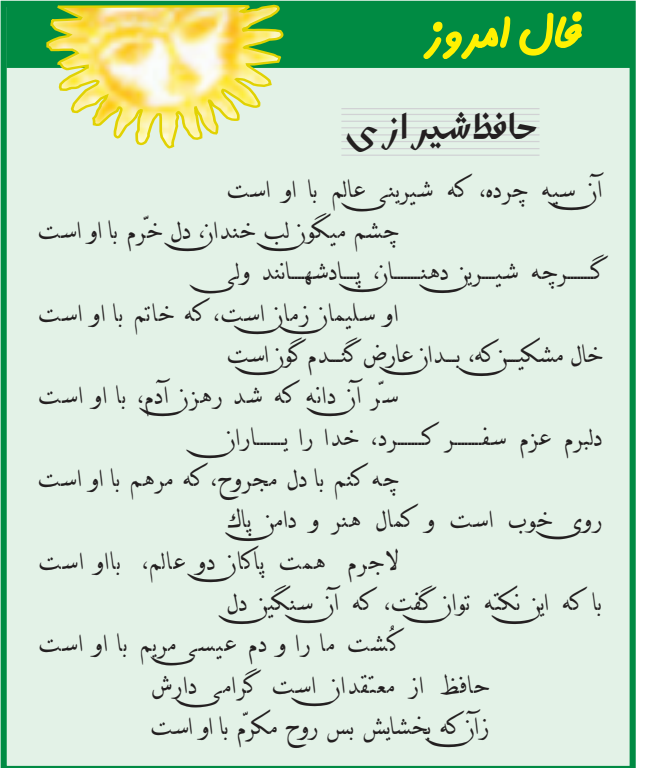 فال امروز
حافظ شیرازی
آن سیه چرده، که شیرینی عالم با او است
چشم میگون لب خندان، دل خرّم با او است
گرچه شیرین دهنان، پادشهانند ولی
او سلیمان زمان است، که خاتم با او است
خال مشکین که، بدان عارض گندم گون است
سرّ آن دانه که شد رهزن آدم، با او است
دلبرم عزم سفر کرد، خدا را یاران
چه کنم با دل مجروح، که مرهم با او است
روی خوب است و کمال هنر و دامن پاك
لاجرم همت پاکان دو عالم، بااو است
با که این نکته توان گفت، که آن سنگین دل
کُشت ما را و دم عیسی مریم با او است
حافظ از معتقدان است گرامی دارش
زآن که بخشایش بس روح مکرّم با او است